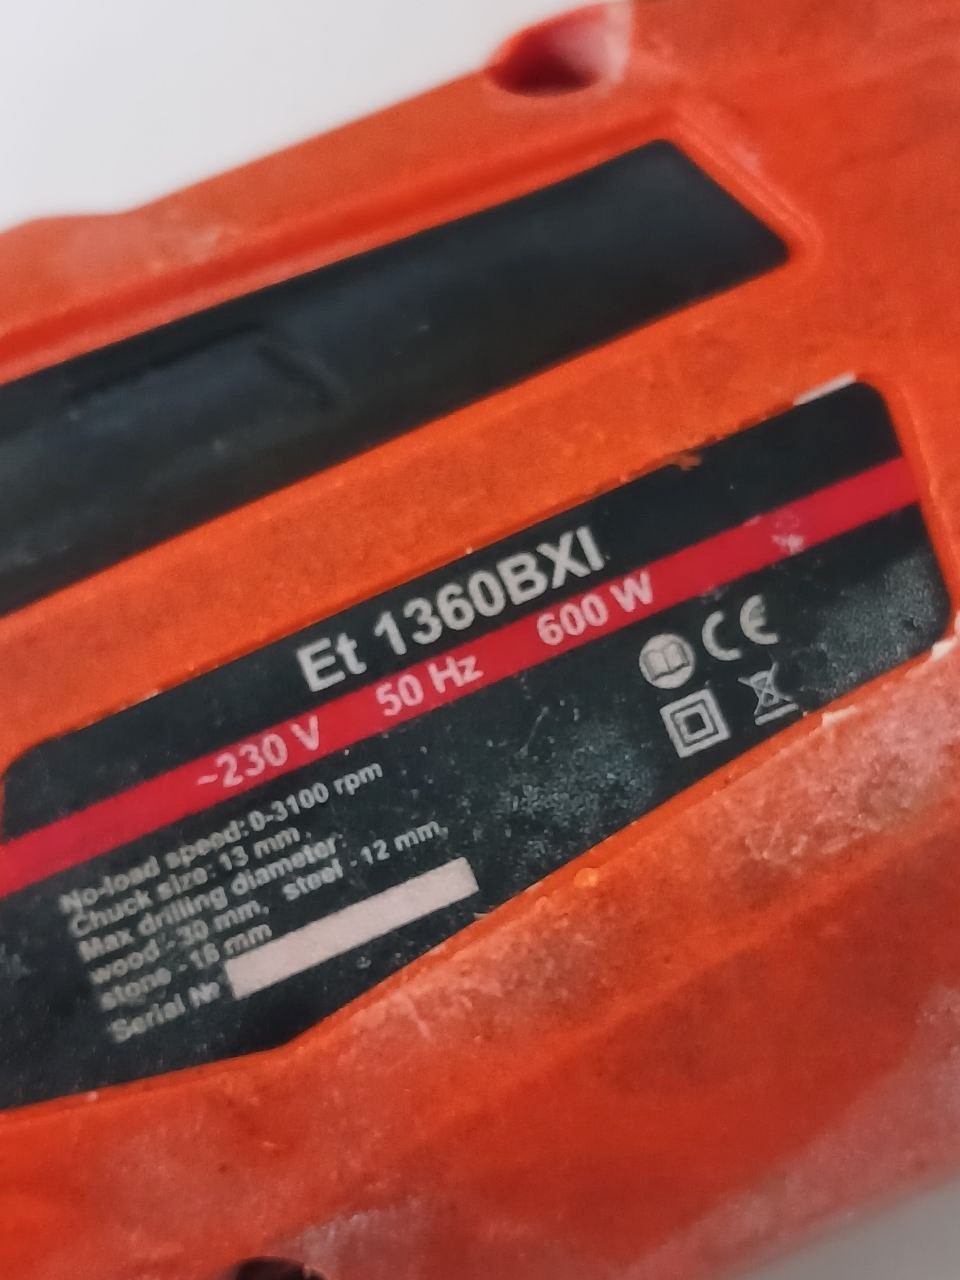 Et 1360BXI
~230 V 50 Hz 600 W
CE
No-load speed: 0-3100 rpm
Chuck size: 13 mm
Max drilling diameter:
wood - 30 mm, steel - 12 mm,
stone - 16 mm
Serial №